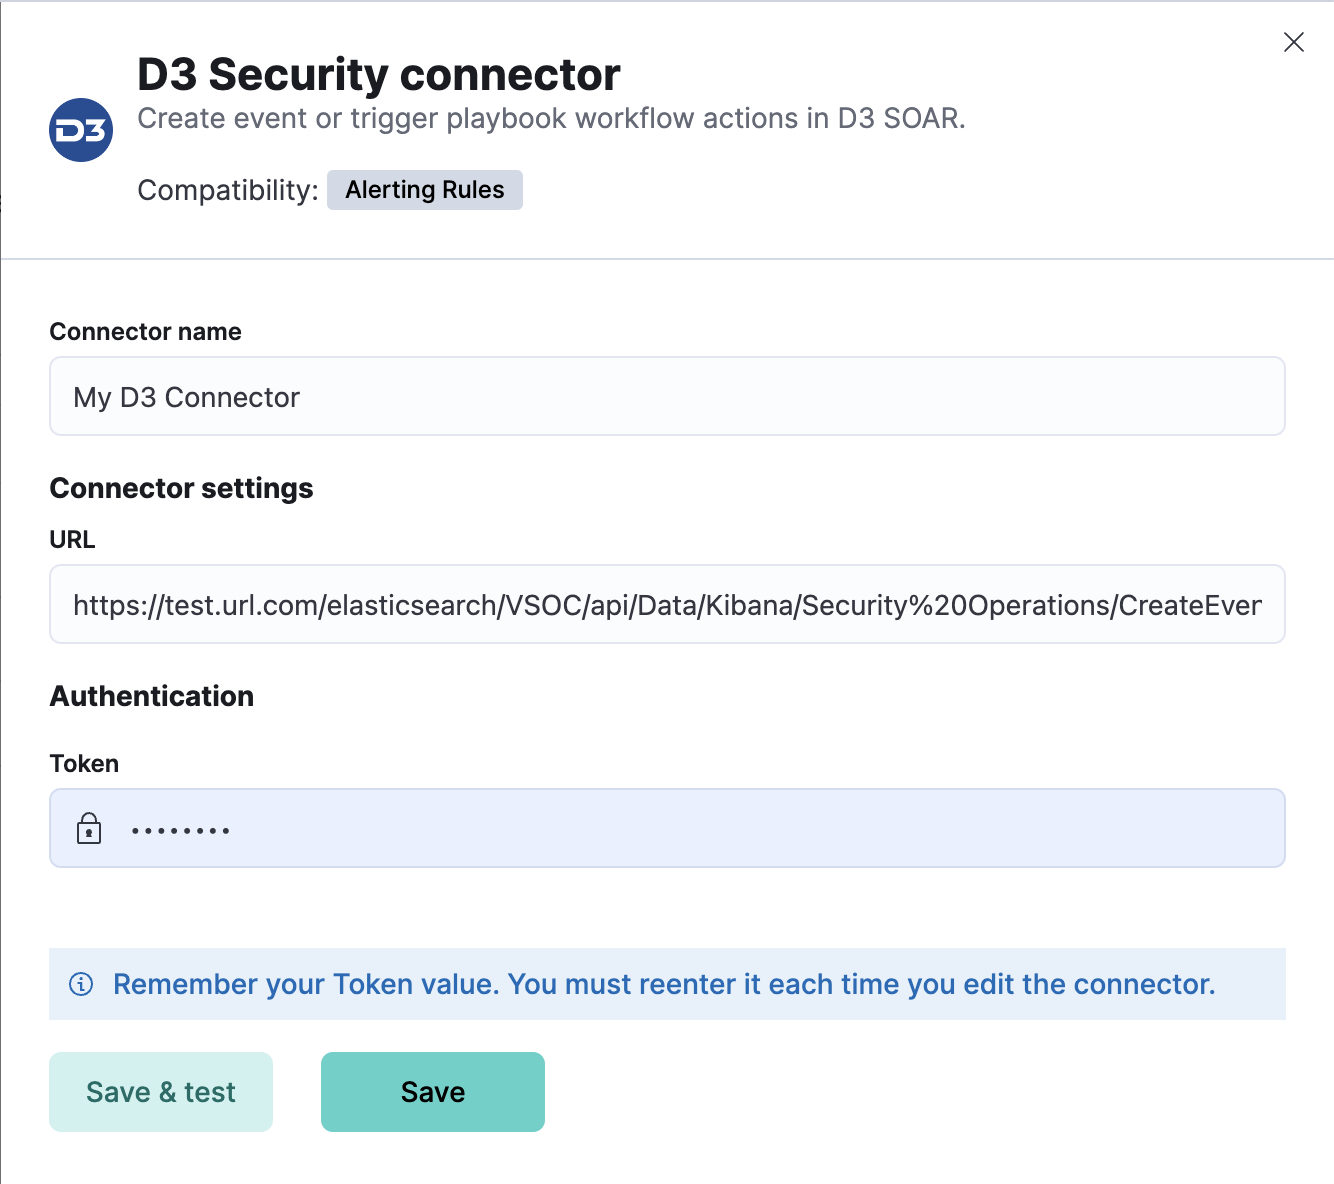 D3 Security connector
D3
Create event or trigger playbook workflow actions in D3 SOAR.
Compatibility: Alerting Rules
Connector name
My D3 Connector
Connector settings
URL
https://test.url.com/elasticsearch/VSOC/api/Data/Kibana/Security%20Operations/CreateEver
Authentication
Token
••••••••
Remember your Token value. You must reenter it each time you edit the connector.
Save & test
Save